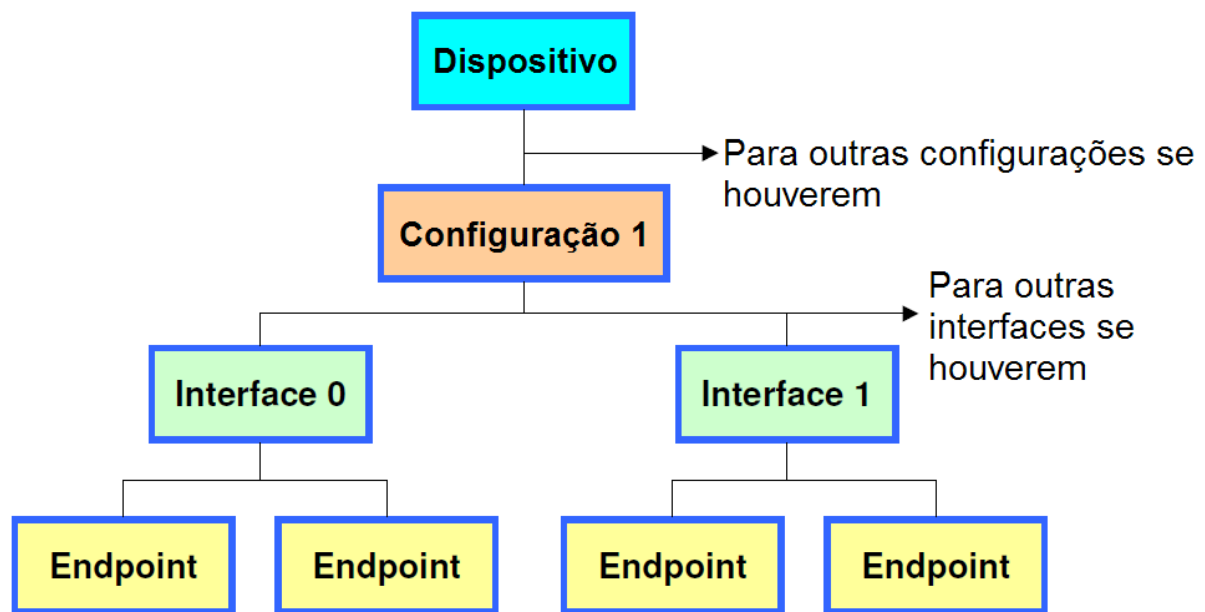 Dispositivo
Para outras configurações se
houverem
Configuração 1
Para outras
interfaces se
houverem
Interface 0
Interface 1
Endpoint
Endpoint
Endpoint
Endpoint